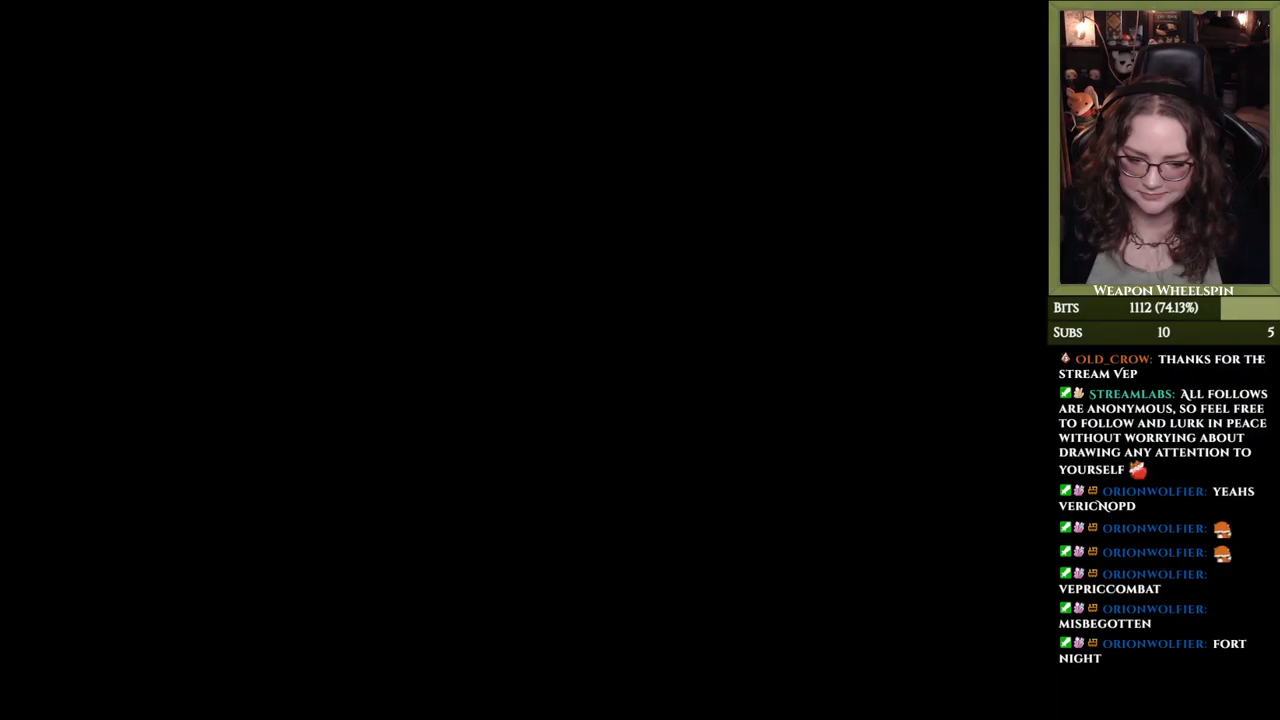 Weapon Wheelspin
Bits 1112 (74.13%)
Subs 10 5
Old_Crow: Thanks for the
stream Vep
Streamlabs: All follows
are anonymous, so feel free
to follow and lurk in peace
without worrying about
drawing any attention to
yourself
OrionWolfier: yeahs
vericNopd
OrionWolfier:
OrionWolfier:
OrionWolfier:
vepriccombat
OrionWolfier:
misbegotten
OrionWolfier: fort
night